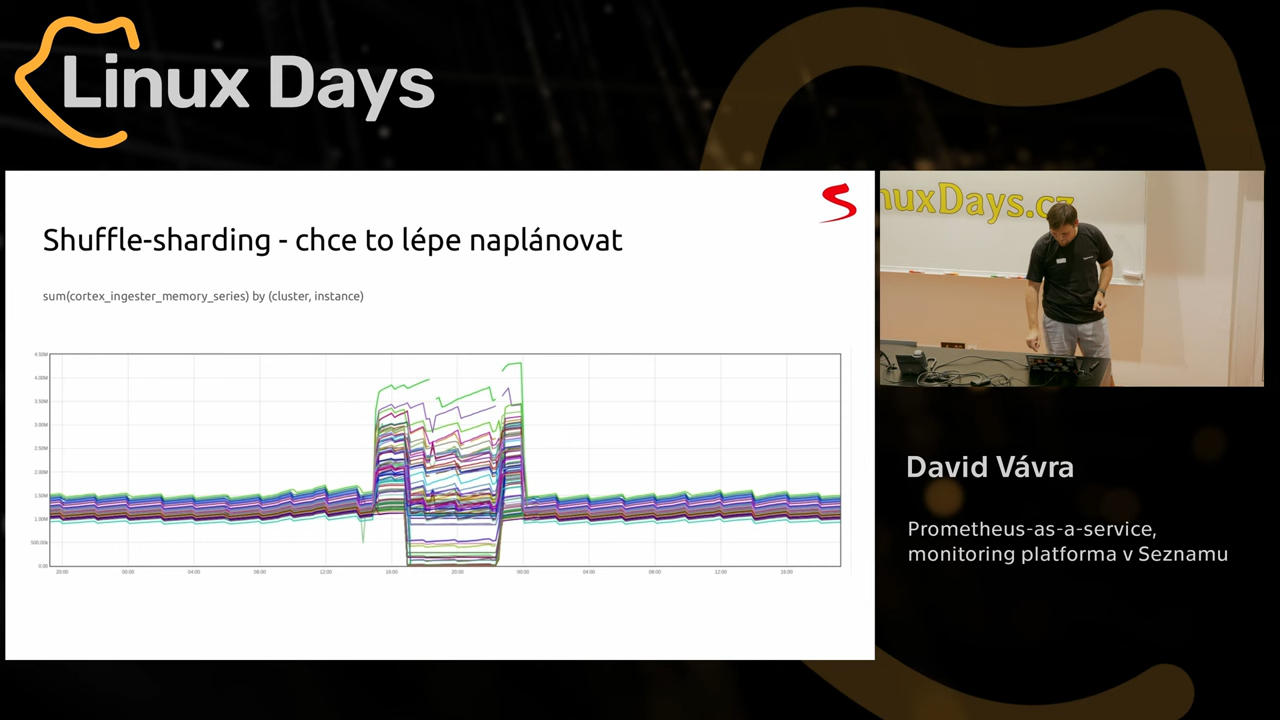 Linux Days
Shuffle-sharding - chce to lépe naplánovat
sum(cortex_ingester_memory_series) by (cluster, instance)
4.50M
4.00M
3.50M
3.00M
2.50M
2.00M
1.50M
1.00M
500.00k
0.00
20:00 00:00 04:00 08:00 12:00 16:00 20:00 00:00 04:00 08:00 12:00 16:00
nuxDays.cz
David Vávra
Prometheus-as-a-service,
monitoring platforma v Seznamu